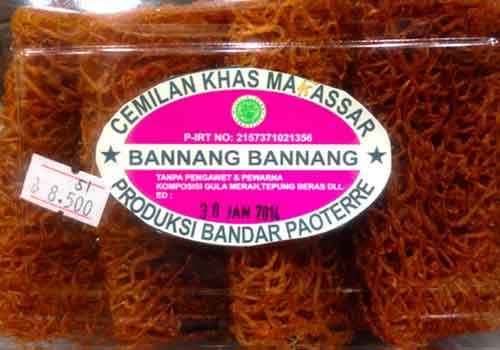 CEMILAN KHAS MAKASSAR
P-IRT NO: 2157371021356
★ BANNANG BANNANG ★
TANPA PENGAWET & PEWARNA
KOMPOSISI GULA MERAH,TEPUNG BERAS DLL.
ED :
30 JAN 2014
PRODUKSI BANDAR PAOTERRE
51
8.500